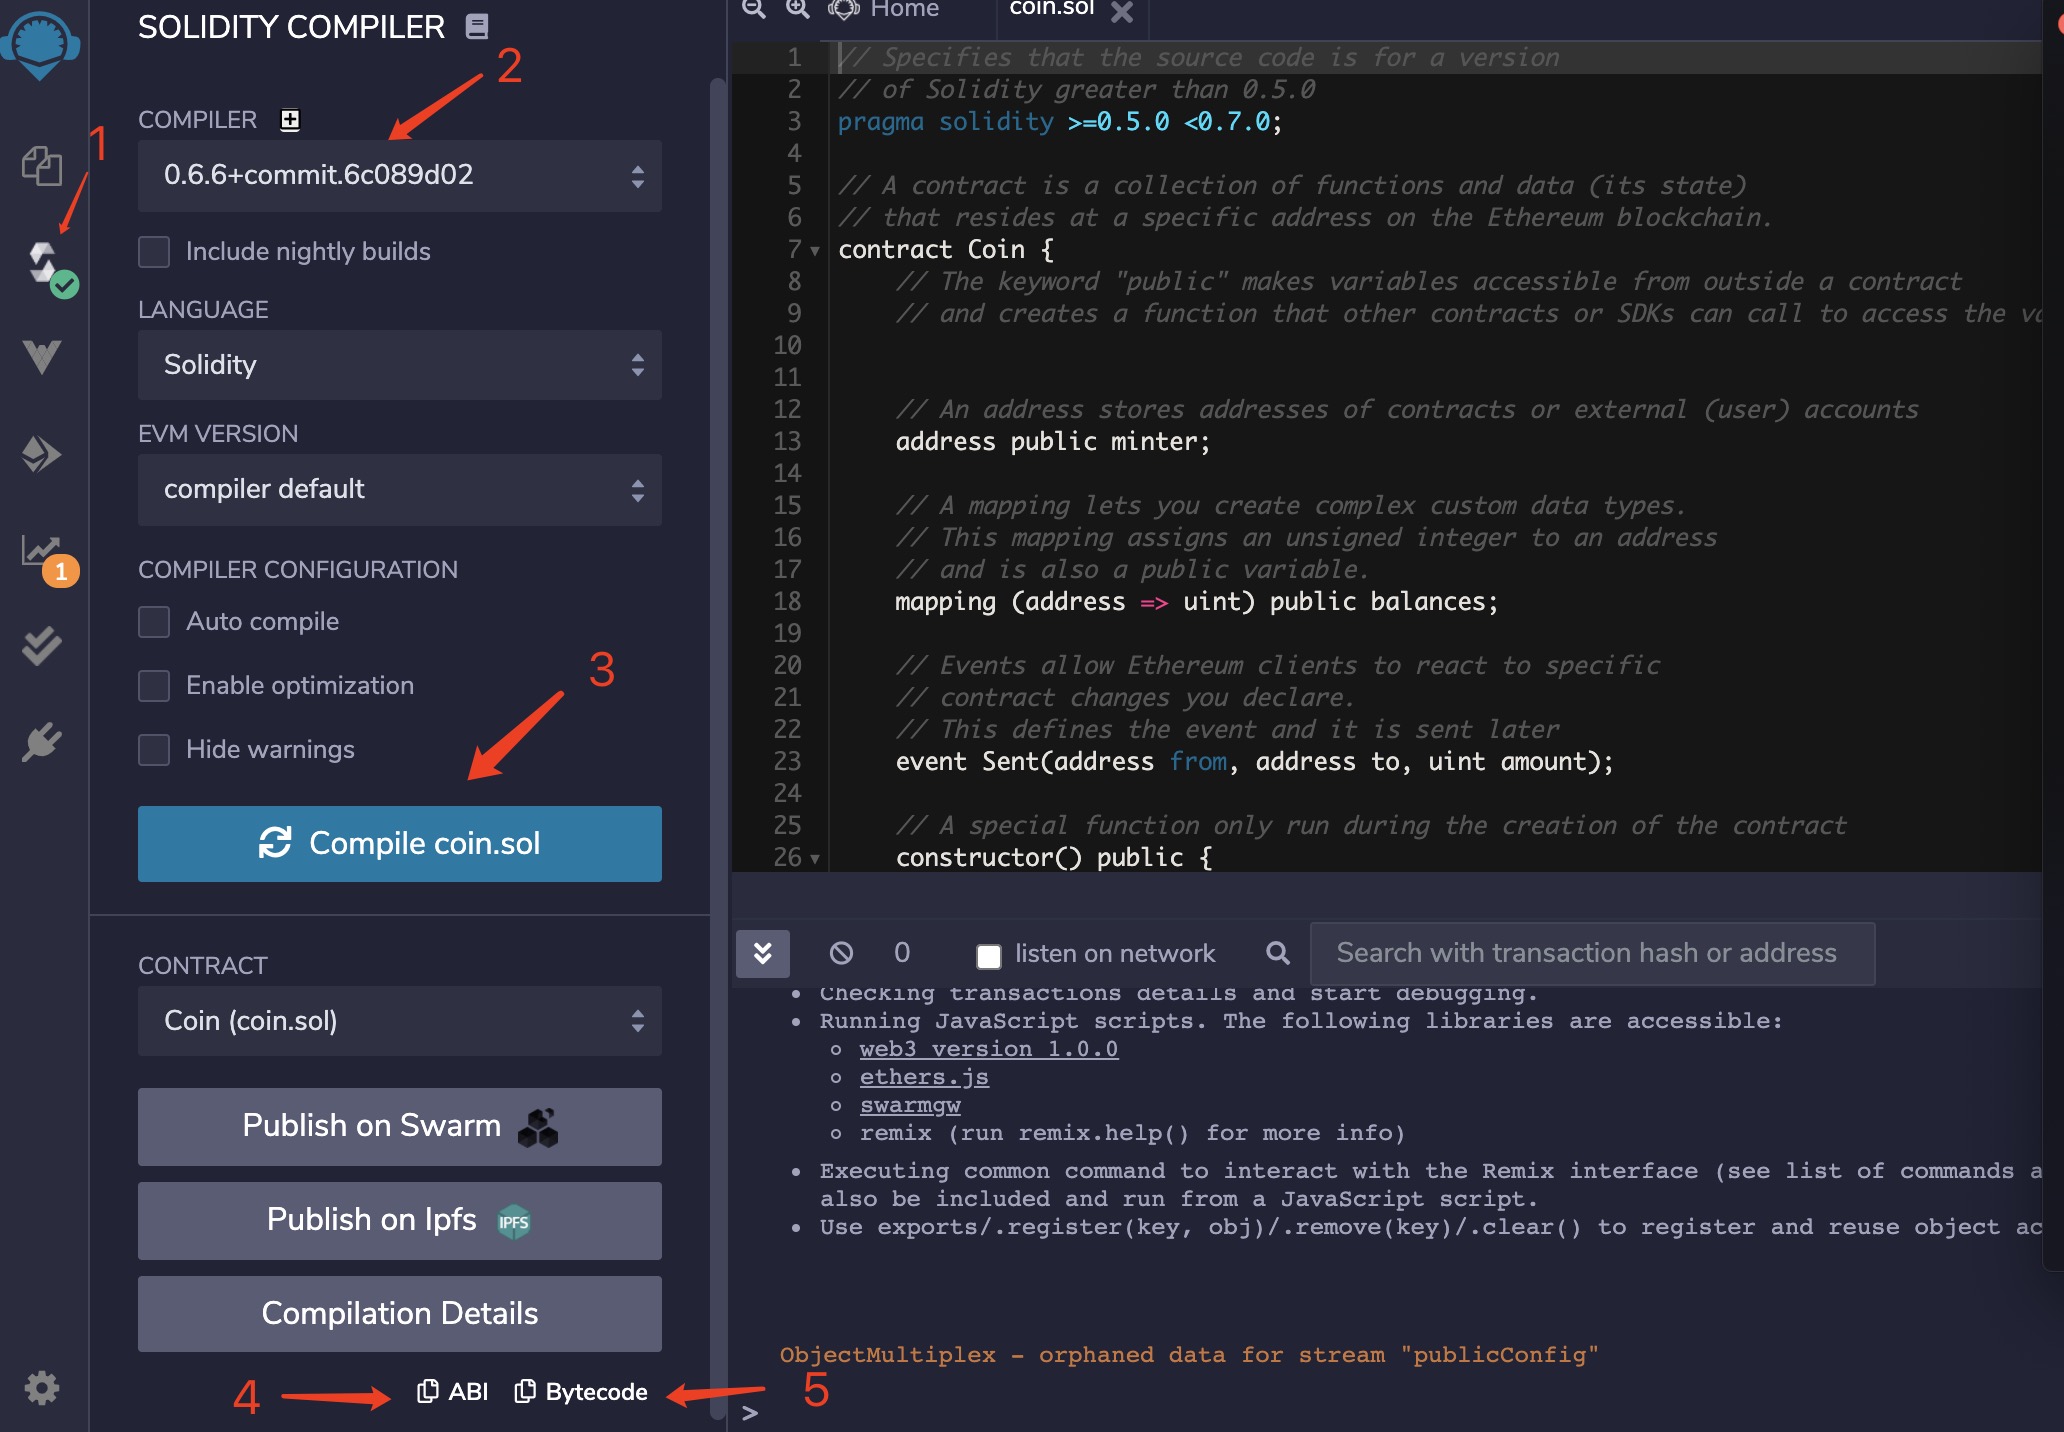 SOLIDITY COMPILER
1
2
COMPILER
0.6.6+commit.6c089d02
Include nightly builds
LANGUAGE
Solidity
EVM VERSION
compiler default
1
COMPILER CONFIGURATION
Auto compile
Enable optimization
3
Hide warnings
Compile coin.sol
CONTRACT
Coin (coin.sol)
Publish on Swarm
Publish on Ipfs IPFS
Compilation Details
4 ABI Bytecode 5
Home coin.sol
1 // Specifies that the source code is for a version
2 // of Solidity greater than 0.5.0
3 pragma solidity >=0.5.0 <0.7.0;
4
5 // A contract is a collection of functions and data (its state)
6 // that resides at a specific address on the Ethereum blockchain.
7 contract Coin {
8 // The keyword "public" makes variables accessible from outside a contract
9 // and creates a function that other contracts or SDKs can call to access the
10
11
12 // An address stores addresses of contracts or external (user) accounts
13 address public minter;
14
15 // A mapping lets you create complex custom data types.
16 // This mapping assigns an unsigned integer to an address
17 // and is also a public variable.
18 mapping (address => uint) public balances;
19
20 // Events allow Ethereum clients to react to specific
21 // contract changes you declare.
22 // This defines the event and it is sent later
23 event Sent(address from, address to, uint amount);
24
25 // A special function only run during the creation of the contract
26 constructor() public {
0 listen on network Search with transaction hash or address
• Checking transactions details and start debugging.
• Running JavaScript scripts. The following libraries are accessible:
web3 version 1.0.0
ethers.js
swarmgw
remix (run remix.help() for more info)
• Executing common command to interact with the Remix interface (see list of commands a
also be included and run from a JavaScript script.
• Use exports/.register(key, obj)/.remove(key)/.clear() to register and reuse object ac
ObjectMultiplex - orphaned data for stream "publicConfig"
>